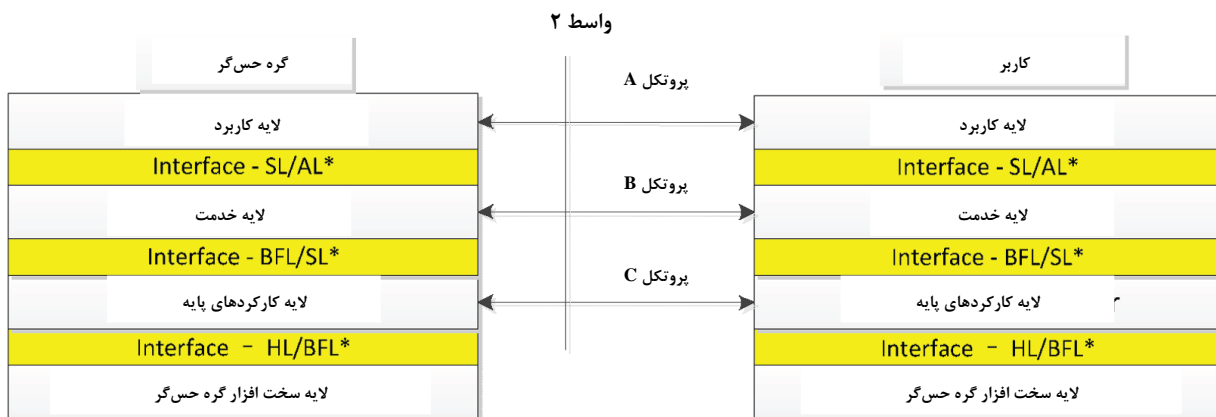 واسط ۲
گره حس‌گر
کاربر
پروتکل A
لایه کاربرد
لایه کاربرد
Interface - SL/AL*
Interface - SL/AL*
پروتکل B
لایه خدمت
لایه خدمت
Interface - BFL/SL*
Interface - BFL/SL*
پروتکل C
لایه کارکردهای پایه
لایه کارکردهای پایه
Interface – HL/BFL*
Interface – HL/BFL*
لایه سخت افزار گره حس‌گر
لایه سخت افزار گره حس‌گر